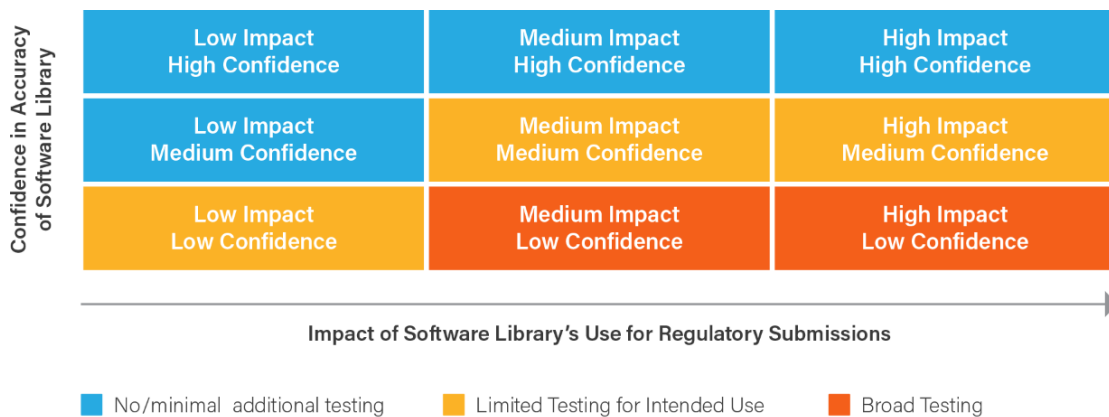 Confidence in Accuracy
of Software Library
Low Impact
High Confidence
Medium Impact
High Confidence
High Impact
High Confidence
Low Impact
Medium Confidence
Medium Impact
Medium Confidence
High Impact
Medium Confidence
Low Impact
Low Confidence
Medium Impact
Low Confidence
High Impact
Low Confidence
Impact of Software Library's Use for Regulatory Submissions
No/minimal additional testing
Limited Testing for Intended Use
Broad Testing